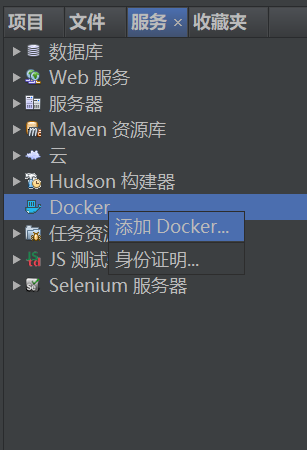 项目 文件 服务 × 收藏夹
数据库
Web 服务
服务器
Maven 资源库
云
Hudson 构建器
Docker
添加 Docker...
任务资
JS 测试
身份证明...
Selenium 服务器